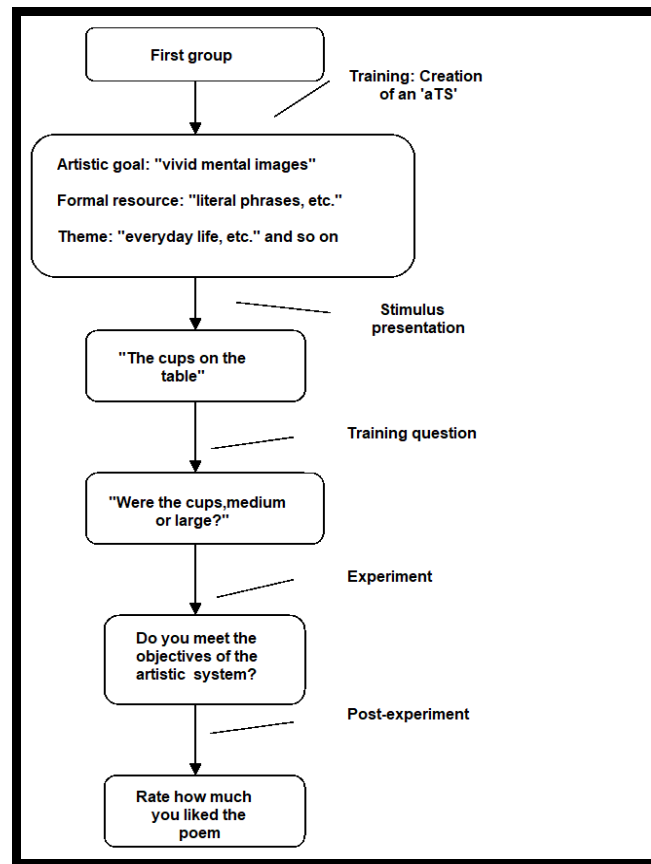 First group
Training: Creation
of an 'aTS'
Artistic goal: "vivid mental images"
Formal resource: "literal phrases, etc."
Theme: "everyday life, etc." and so on
Stimulus
presentation
"The cups on the
table"
Training question
"Were the cups,medium
or large?"
Experiment
Do you meet the
objectives of the
artistic system?
Post-experiment
Rate how much
you liked the
poem